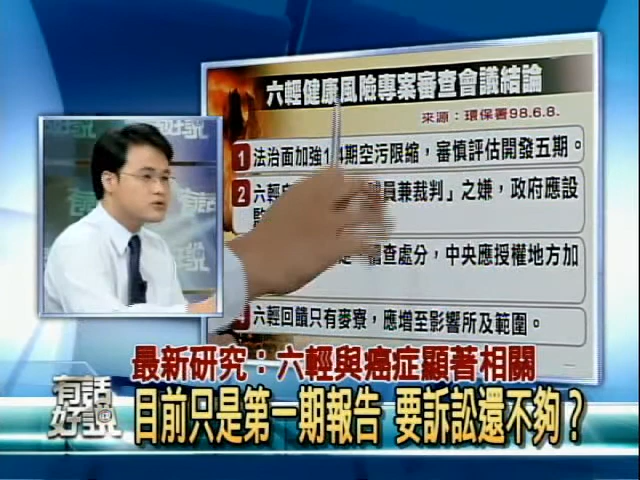 六輕健康風險專案審查會議結論
來源：環保署98.6.8.
1 法治面加強1-4期空污限縮，審慎評估開發五期。
2 六輕
員兼裁判」之嫌，政府應設
監
稽查處分，中央應授權地方加
六輕回饋只有麥寮，應增至影響所及範圍。
最新研究：六輕與癌症顯著相關
有話好說
目前只是第一期報告 要訴訟還不夠？